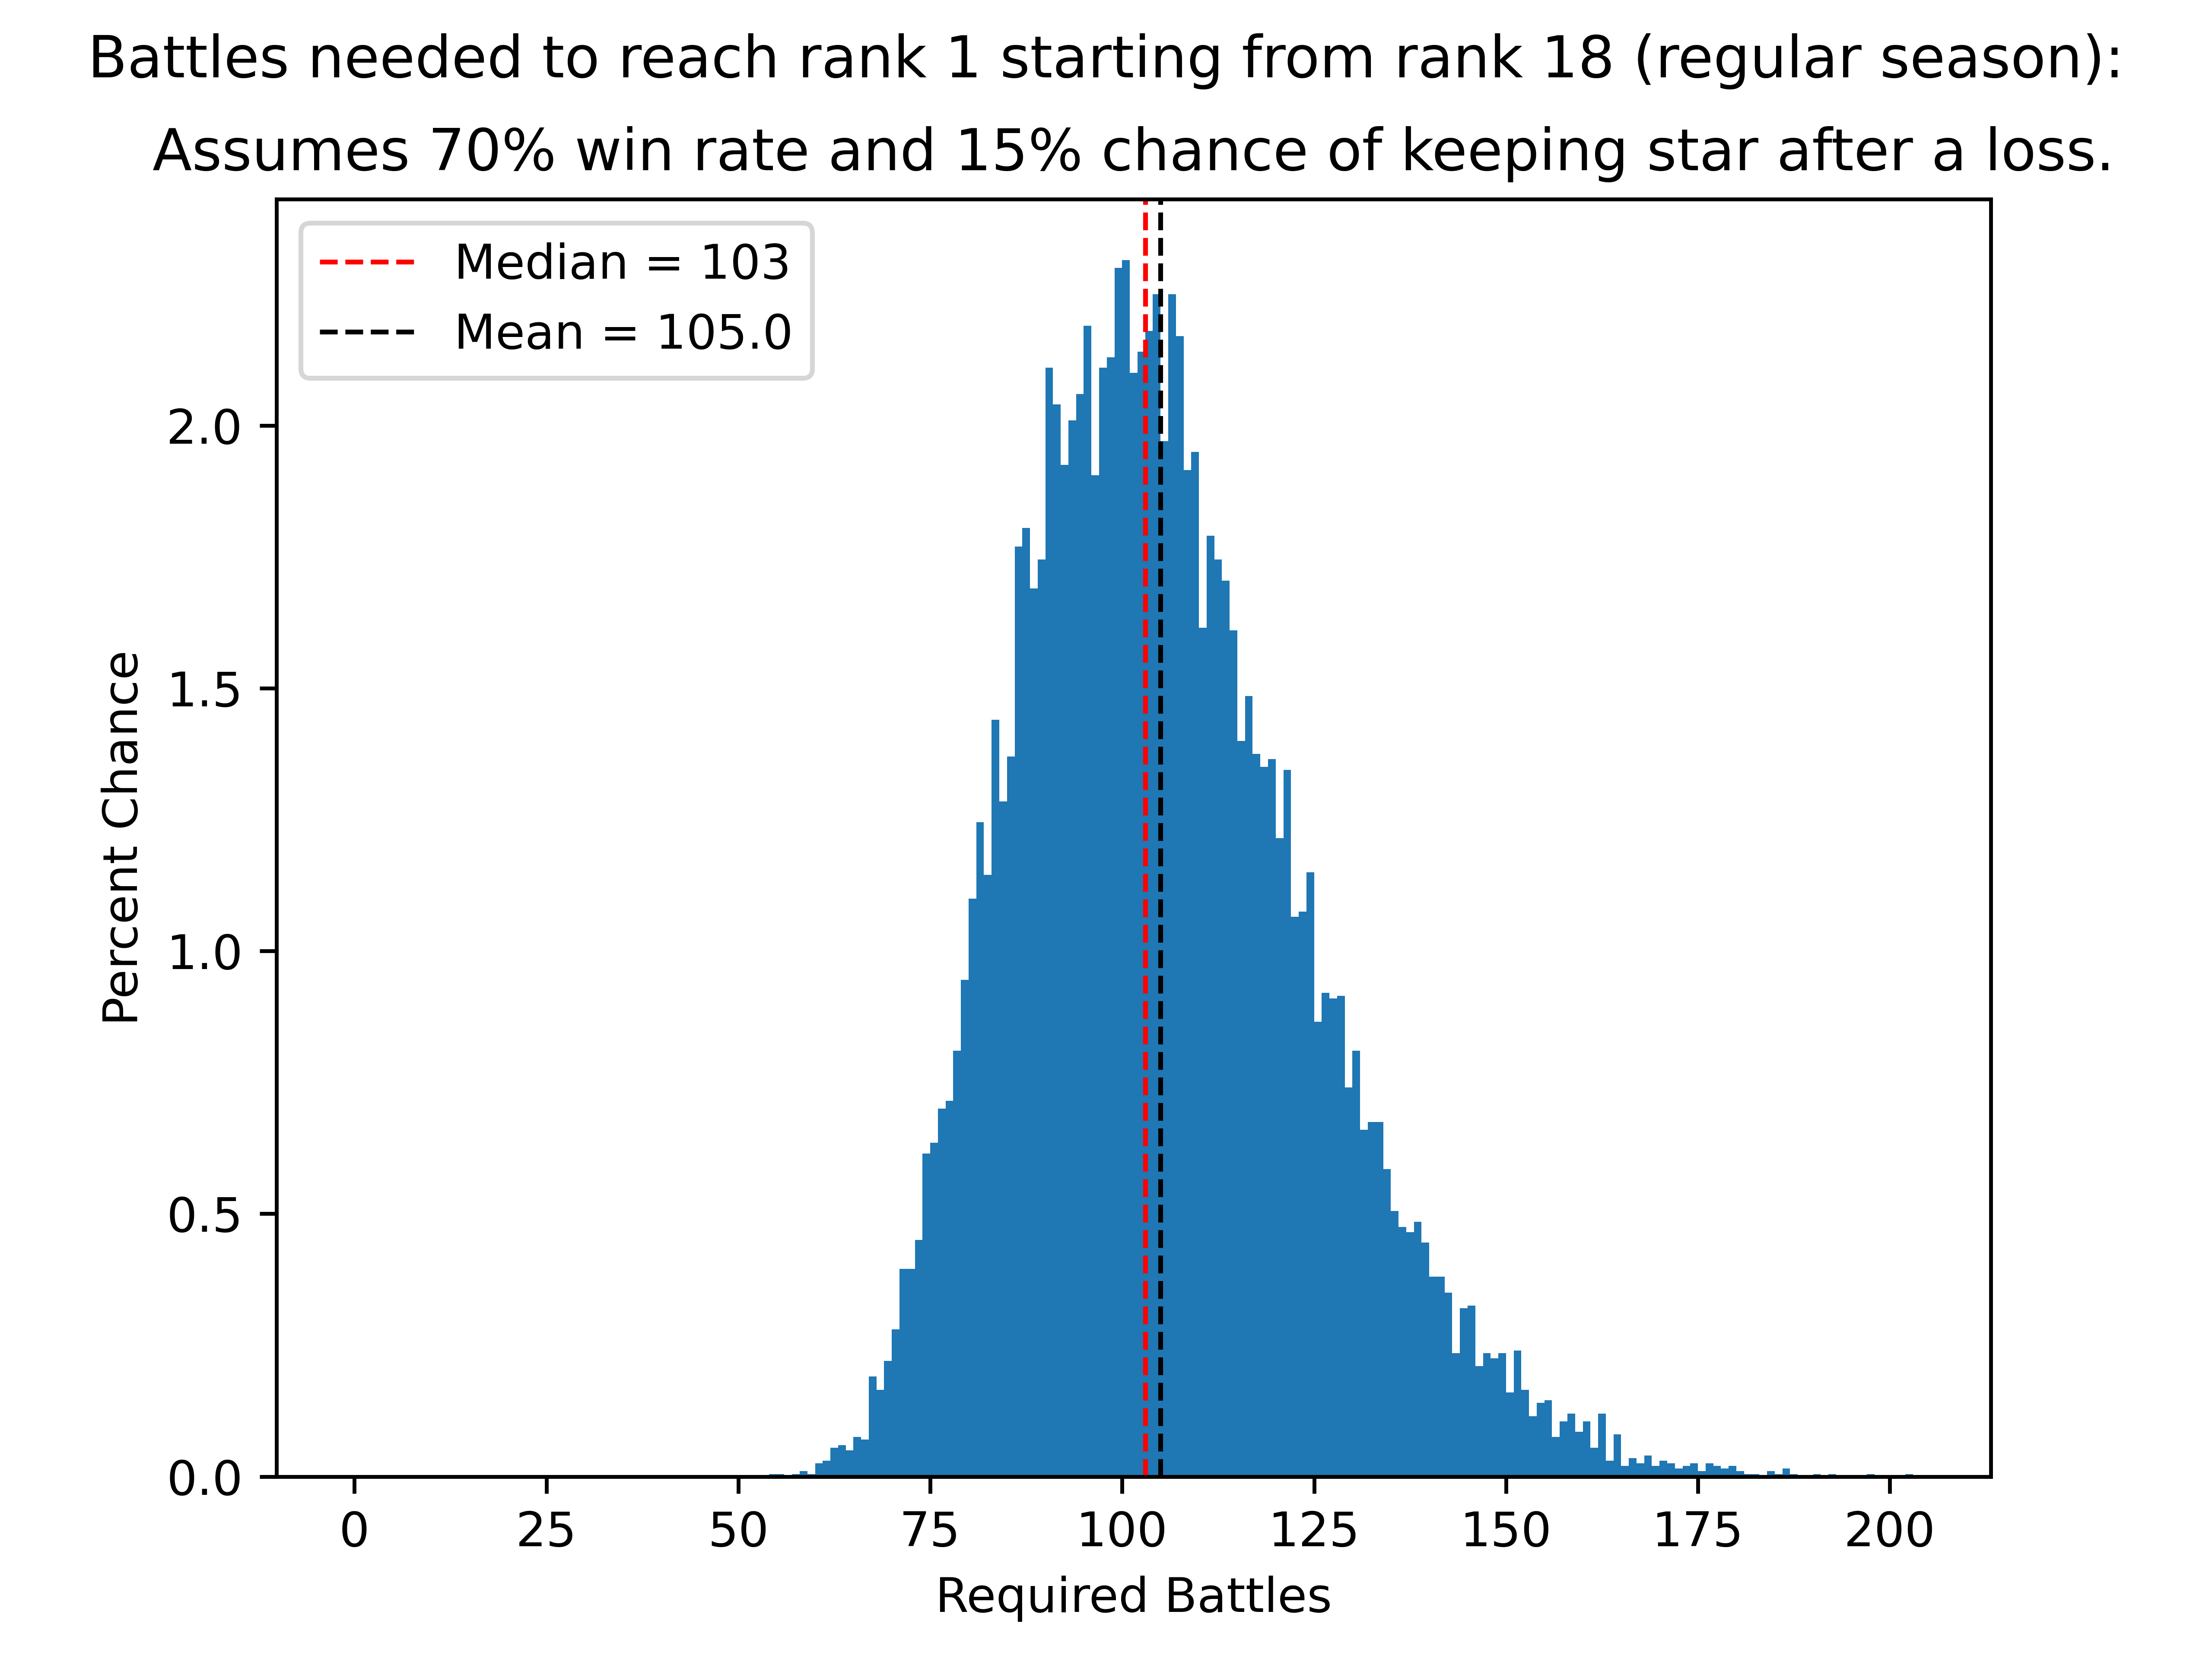 Battles needed to reach rank 1 starting from rank 18 (regular season):
Assumes 70% win rate and 15% chance of keeping star after a loss.
Median = 103
Mean = 105.0
Percent Chance
2.0
1.5
1.0
0.5
0.0
0 25 50 75 100 125 150 175 200
Required Battles